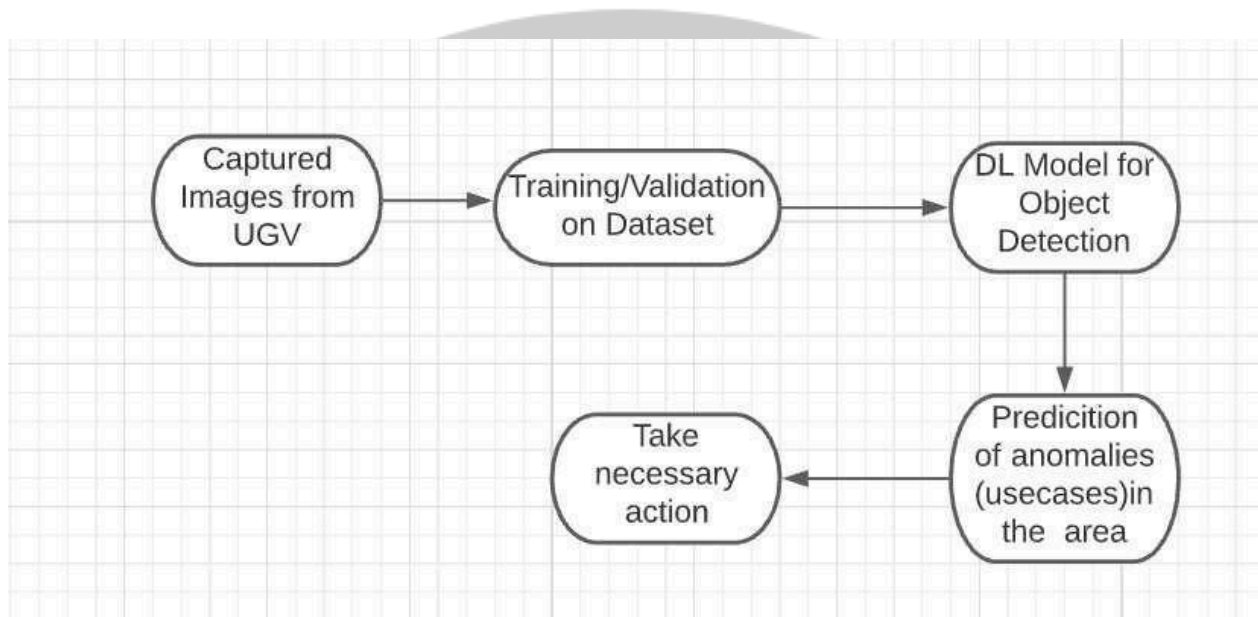 Captured
Images from
UGV
Training/Validation
on Dataset
DL Model for
Object
Detection
Predicition
of anomalies
(usecases)in
the area
Take
necessary
action